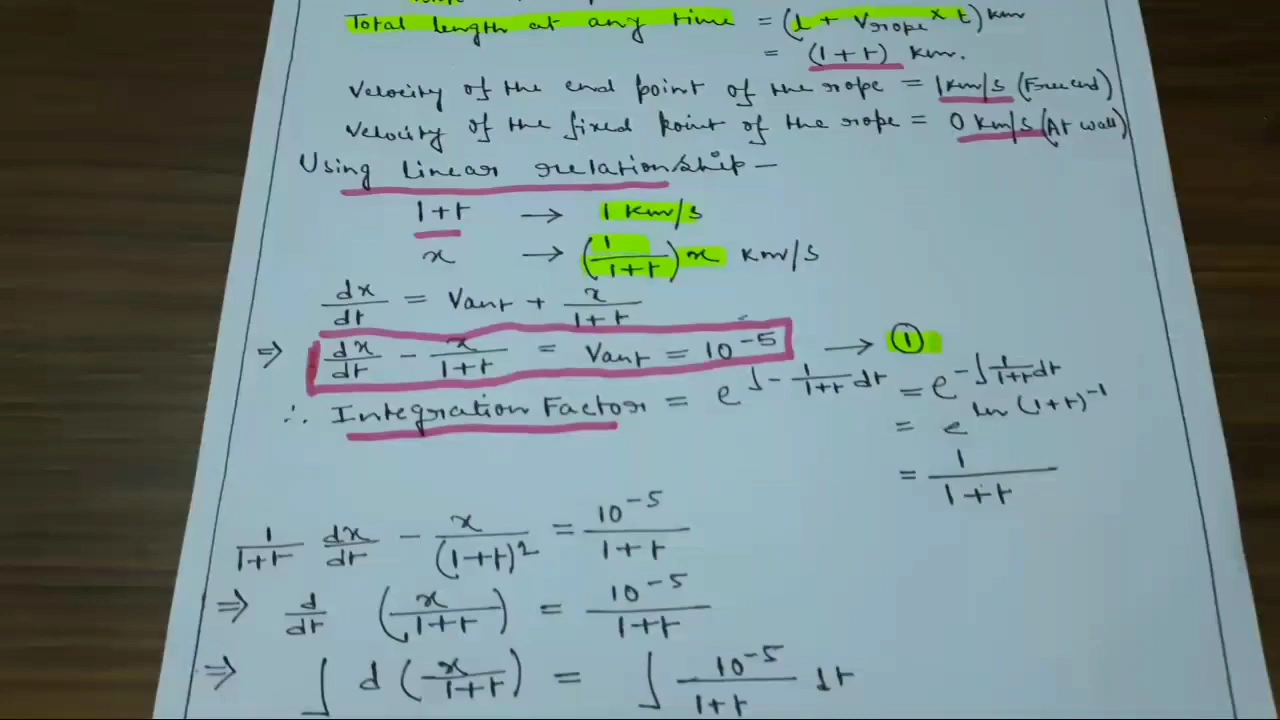 Total length at any time = (l + Vrope × t) km
= (1+t) km.
Velocity of the end point of the rope = 1 km/s (Free end)
Velocity of the fixed point of the rope = 0 km/s (At wall)
Using linear relationship –
1+t → 1 km/s
x → (1/(1+t)) x km/s
dx/dt = Vant + x/(1+t)
⇒ dx/dt - x/(1+t) = Vant = 10^-5 → ①
∴ Integration Factor = e^∫-1/(1+t) dt = e^-∫1/(1+t) dt
= e^ln(1+t)^-1
= 1/(1+t)
1/(1+t) dx/dt - x/(1+t)^2 = 10^-5/(1+t)
⇒ d/dt (x/(1+t)) = 10^-5/(1+t)
⇒ ∫ d(x/(1+t)) = ∫ 10^-5/(1+t) dt